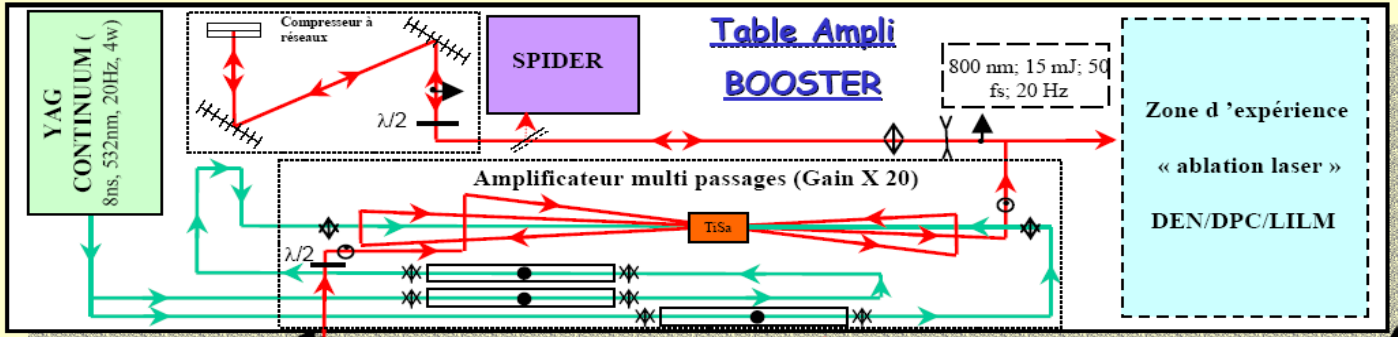 YAG
CONTINUUM (
8ns, 532nm, 20Hz, 4w)
Compresseur à
réseaux
λ/2
SPIDER
Table Ampli
BOOSTER
800 nm; 15 mJ; 50
fs; 20 Hz
Zone d ’expérience
« ablation laser »
DEN/DPC/LILM
Amplificateur multi passages (Gain X 20)
TiSa
λ/2